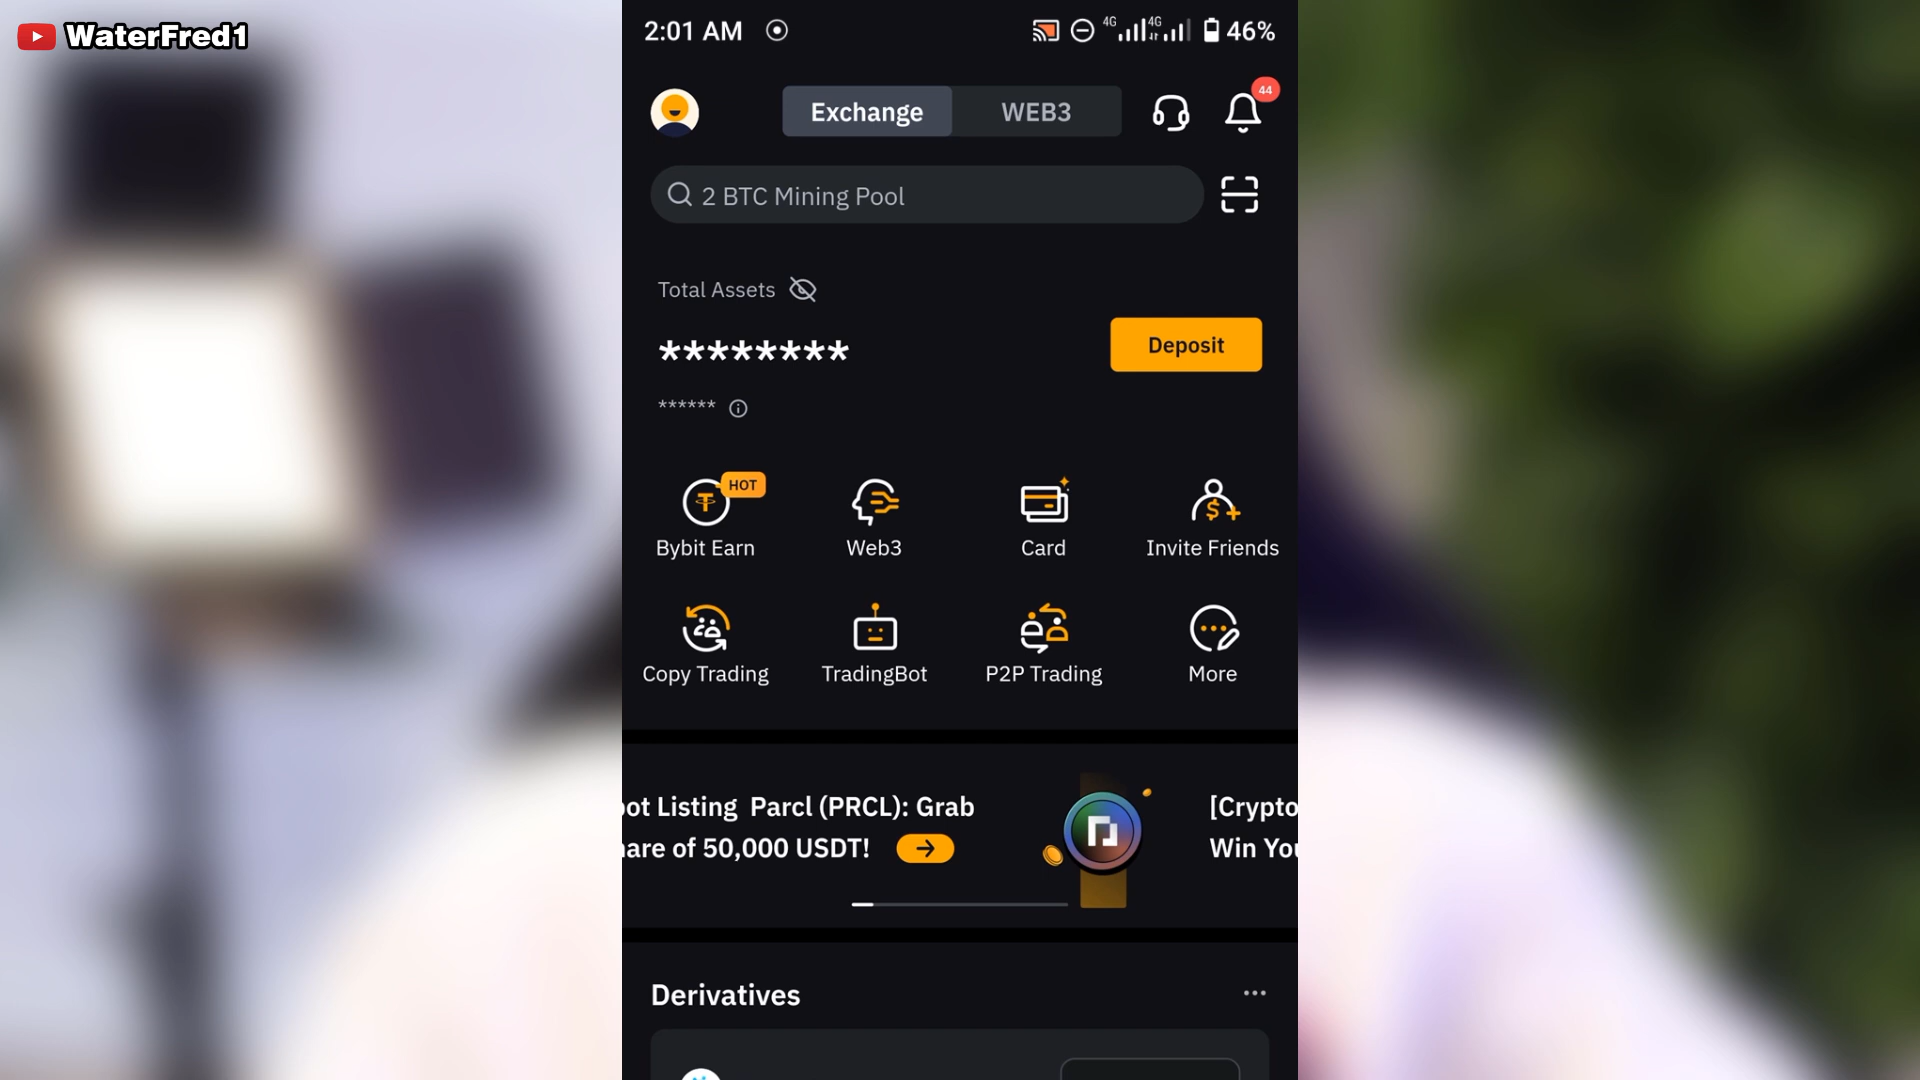 WaterFred1
2:01 AM
4G
4G
46%
Exchange
WEB3
44
2 BTC Mining Pool
Total Assets
********
Deposit
******
HOT
Bybit Earn
Web3
Card
Invite Friends
Copy Trading
TradingBot
P2P Trading
More
ot Listing Parcl (PRCL): Grab
are of 50,000 USDT!
[Crypto
Win You
Derivatives